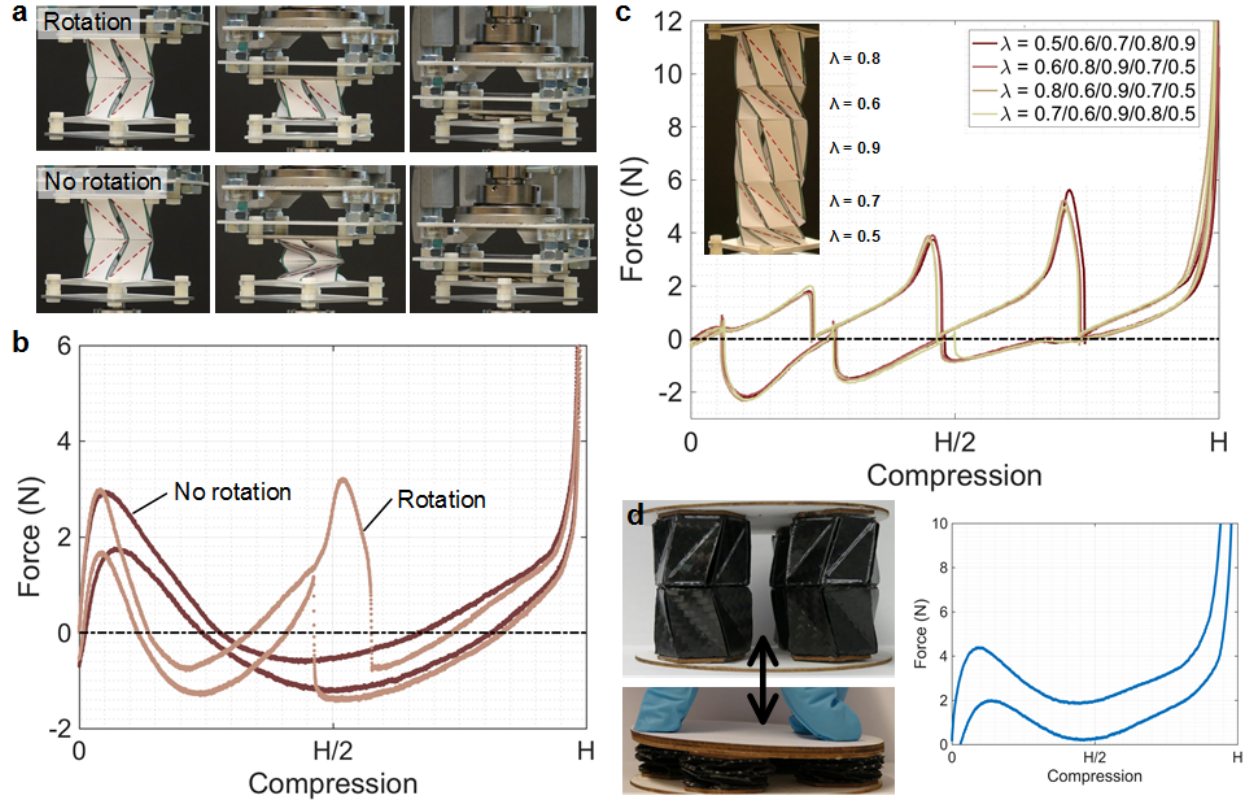 a
Rotation
No rotation
b
6
4
2
0
-2
Force (N)
No rotation
Rotation
0
H/2
H
Compression
c
12
10
8
6
4
2
0
-2
Force (N)
λ = 0.8
λ = 0.6
λ = 0.9
λ = 0.7
λ = 0.5
λ = 0.5/0.6/0.7/0.8/0.9
λ = 0.6/0.8/0.9/0.7/0.5
λ = 0.8/0.6/0.9/0.7/0.5
λ = 0.7/0.6/0.9/0.8/0.5
0
H/2
H
Compression
d
10
8
6
4
2
0
Force (N)
0
H/2
H
Compression